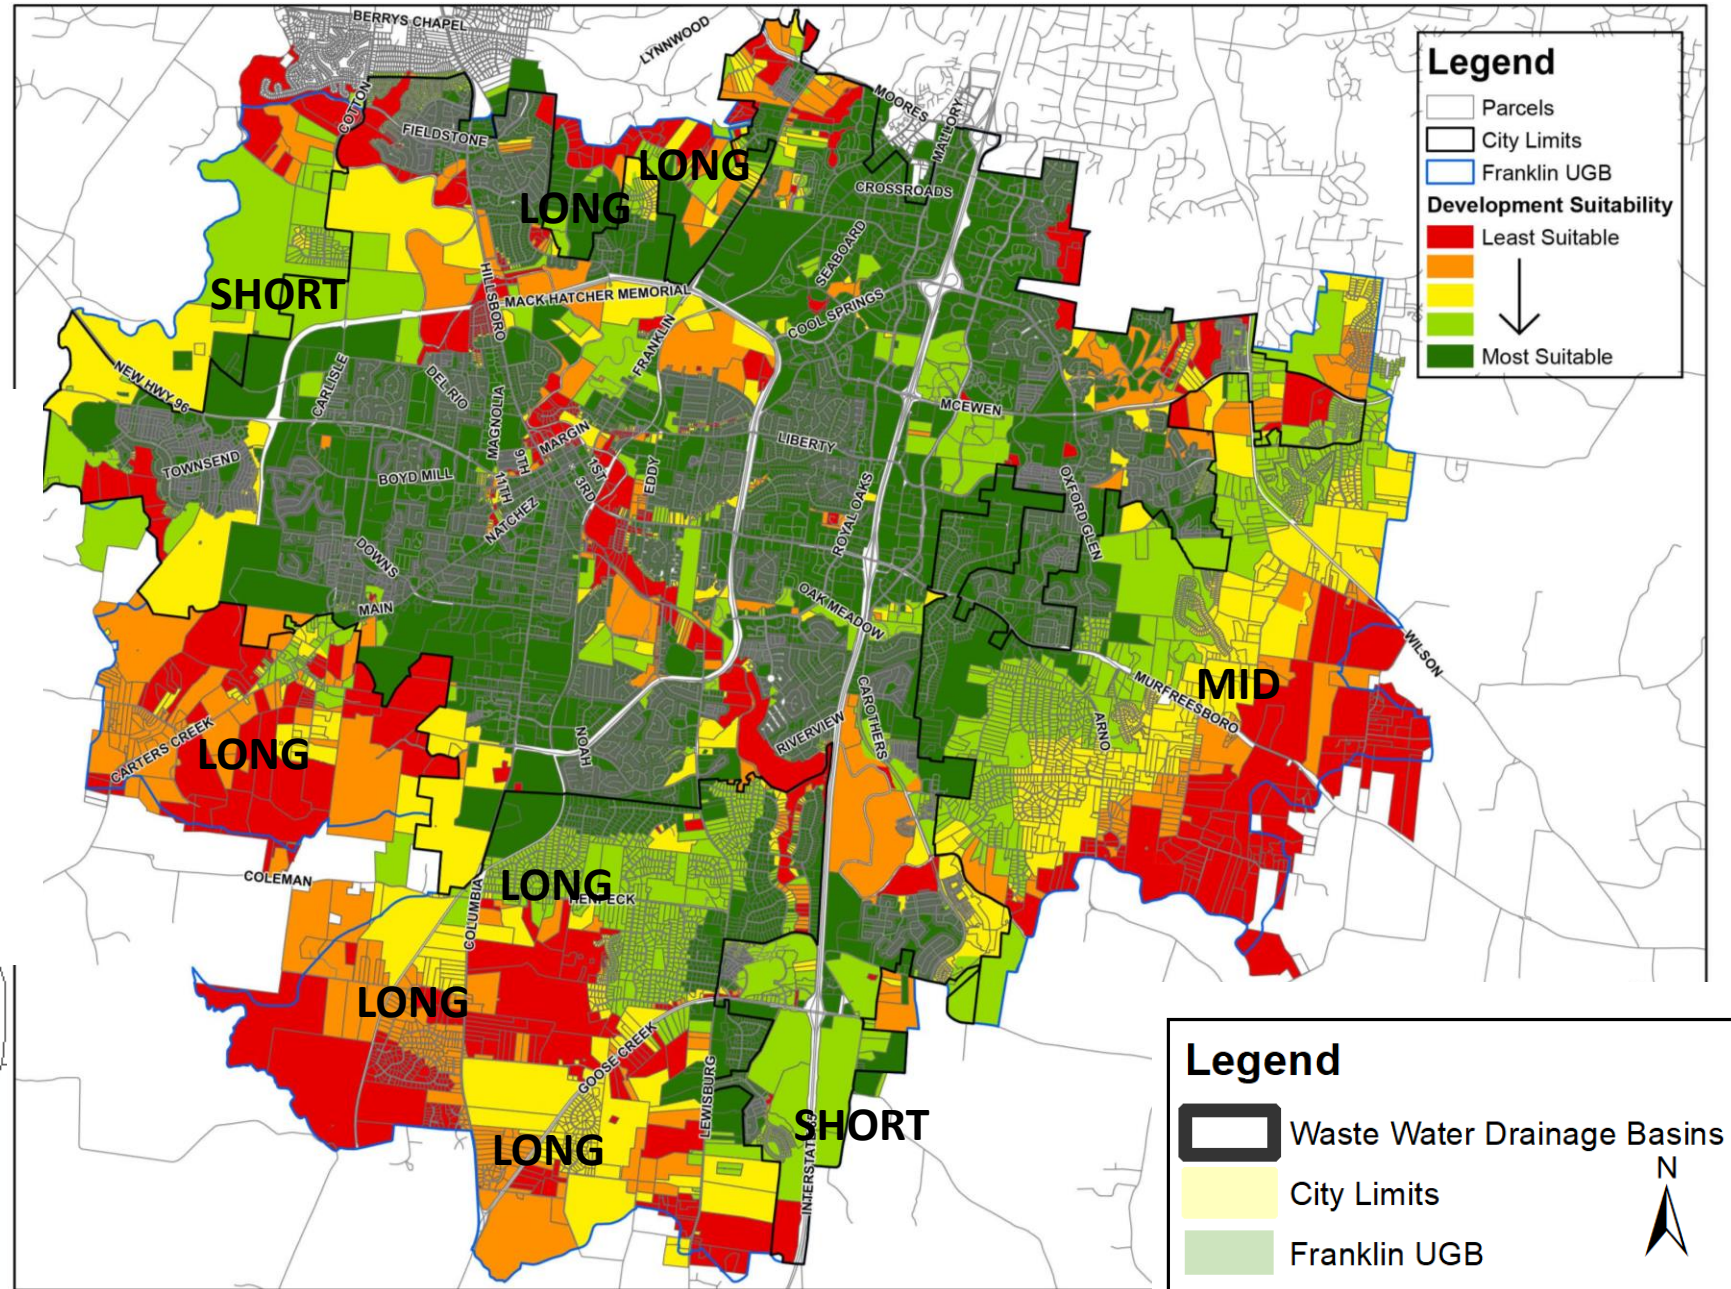 BERRYS CHAPEL
LYNNWOOD
MOORES
MALLORY
COTTON
FIELDSTONE
LONG
LONG
CROSSROADS
SEABOARD
SHORT
HILLSBORO
MACK HATCHER MEMORIAL
COOL SPRINGS
FRANKLIN
NEW HWY 96
CARLISLE
DEL RIO
MAGNOLIA
MCEWEN
MARGIN
LIBERTY
TOWNSEND
BOYD MILL
9TH
11TH
1ST
3RD
EDDY
NATCHEZ
ROYAL OAKS
OXFORD GLEN
DOWNS
MAIN
OAK MEADOW
WILSON
MID
MURFREESBORO
CAROTHERS
RIVERVIEW
ARNO
NOAH
CARTERS CREEK
LONG
COLEMAN
COLUMBIA
LONG
HENPECK
LONG
GOOSE CREEK
LEWISBURG
SHORT
LONG
INTERSTATE 65
Legend
Parcels
City Limits
Franklin UGB
Development Suitability
Least Suitable
Most Suitable
Legend
Waste Water Drainage Basins
N
City Limits
Franklin UGB